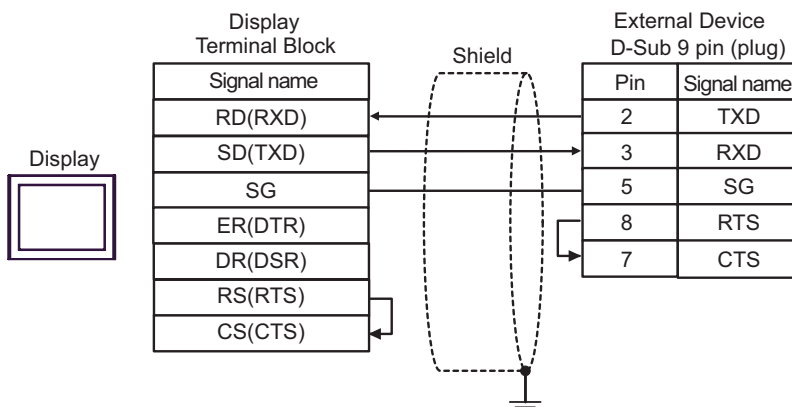 Display
Terminal Block
Shield
External Device
D-Sub 9 pin (plug)
Signal name
Pin Signal name
RD(RXD)
2 TXD
SD(TXD)
3 RXD
Display
SG
5 SG
ER(DTR)
8 RTS
DR(DSR)
7 CTS
RS(RTS)
CS(CTS)